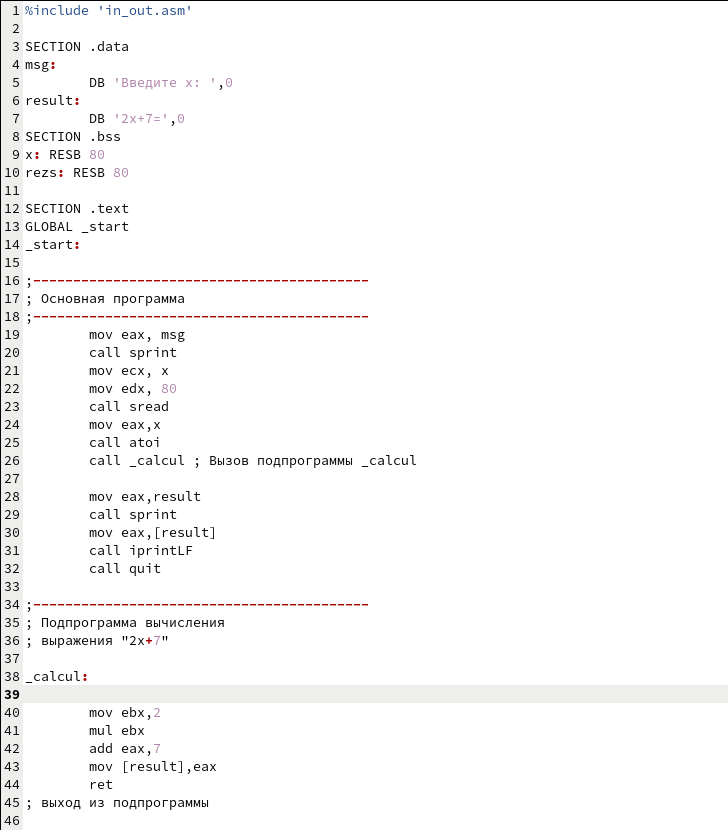 1 %include 'in_out.asm'
2
3 SECTION .data
4 msg:
5         DB 'Введите x: ',0
6 result:
7         DB '2x+7=',0
8 SECTION .bss
9 x: RESB 80
10 rezs: RESB 80
11
12 SECTION .text
13 GLOBAL _start
14 _start:
15
16 ;------------------------------------------
17 ; Основная программа
18 ;------------------------------------------
19         mov eax, msg
20         call sprint
21         mov ecx, x
22         mov edx, 80
23         call sread
24         mov eax,x
25         call atoi
26         call _calcul ; Вызов подпрограммы _calcul
27
28         mov eax,result
29         call sprint
30         mov eax,[result]
31         call iprintLF
32         call quit
33
34 ;------------------------------------------
35 ; Подпрограмма вычисления
36 ; выражения "2x+7"
37
38 _calcul:
39
40         mov ebx,2
41         mul ebx
42         add eax,7
43         mov [result],eax
44         ret
45 ; выход из подпрограммы
46